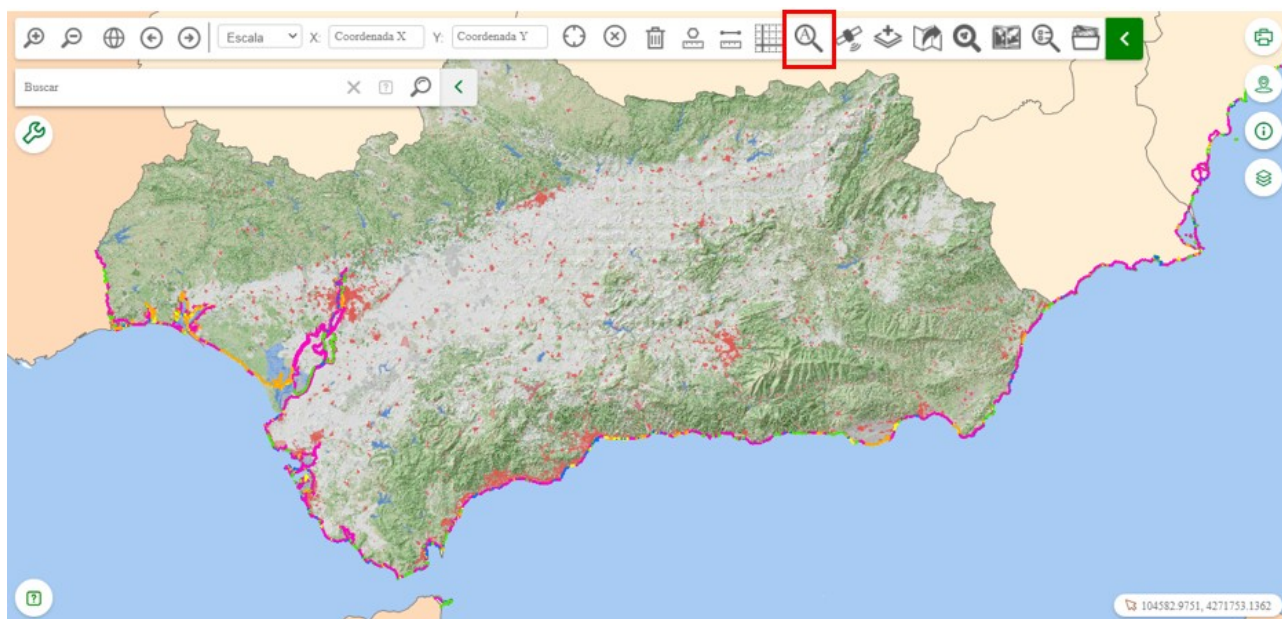 Escala X: Coordenada X Y: Coordenada Y A
Buscar
104582.9751, 4271753.1362